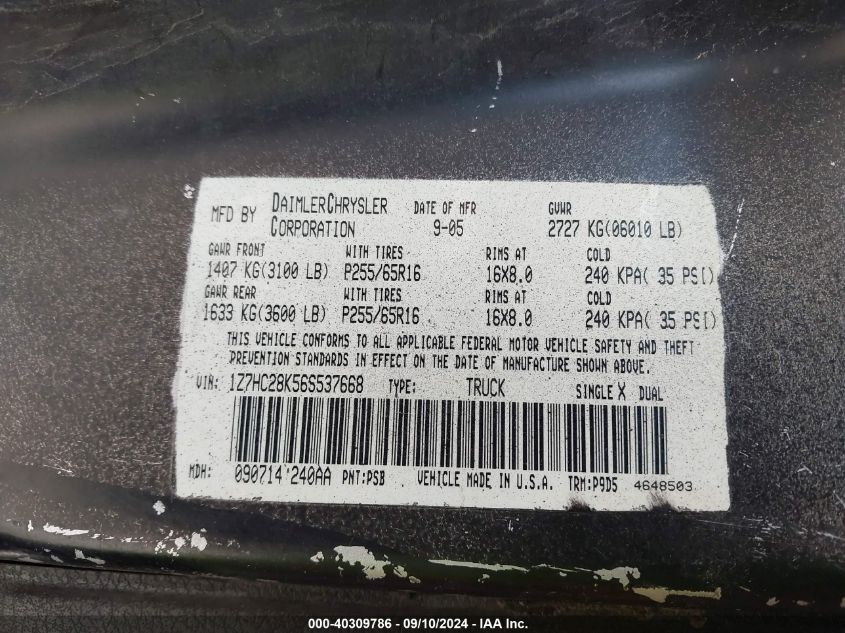 MFD BY DAIMLERCHRYSLER CORPORATION DATE OF MFR 9-05 GVWR 2727 KG(06010 LB)
GAWR FRONT WITH TIRES RIMS AT COLD
1407 KG(3100 LB) P255/65R16 16X8.0 240 KPA( 35 PSI)
GAWR REAR WITH TIRES RIMS AT COLD
1633 KG(3600 LB) P255/65R16 16X8.0 240 KPA( 35 PSI)
THIS VEHICLE CONFORMS TO ALL APPLICABLE FEDERAL MOTOR VEHICLE SAFETY AND THEFT
PREVENTION STANDARDS IN EFFECT ON THE DATE OF MANUFACTURE SHOWN ABOVE.
VIN: 1Z7HC28K56S537668 TYPE: TRUCK SINGLE X DUAL
MDH: 090714 240AA PNT:PSB VEHICLE MADE IN U.S.A. TRM:P9D5 4648503
000-40309786 - 09/10/2024 - IAA Inc.